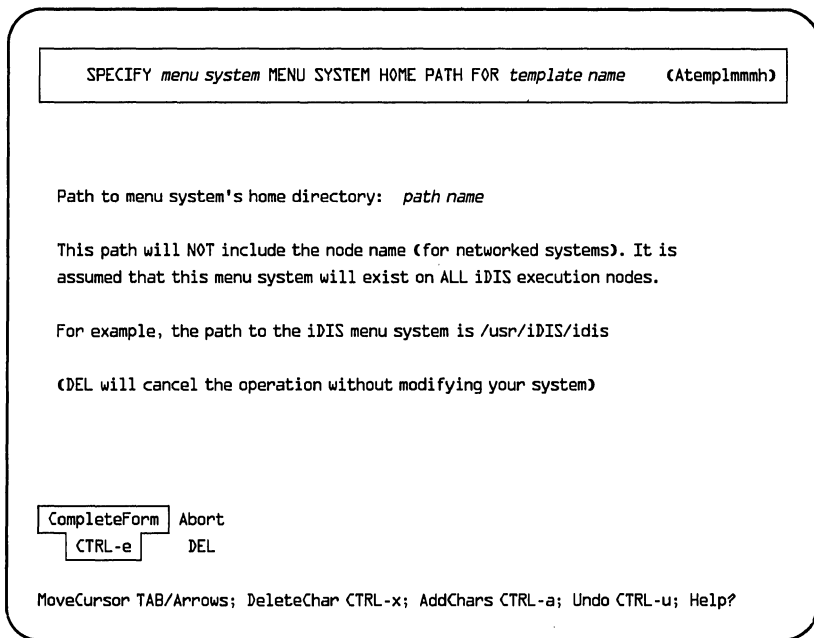 SPECIFY menu system MENU SYSTEM HOME PATH FOR template name (Atemplmmmh)
Path to menu system's home directory: path name
This path will NOT include the node name (for networked systems). It is
assumed that this menu system will exist on ALL iDIS execution nodes.
For example, the path to the iDIS menu system is /usr/iDIS/idis
(DEL will cancel the operation without modifying your system)
CompleteForm Abort
CTRL-e DEL
MoveCursor TAB/Arrows; DeleteChar CTRL-x; AddChars CTRL-a; Undo CTRL-u; Help?